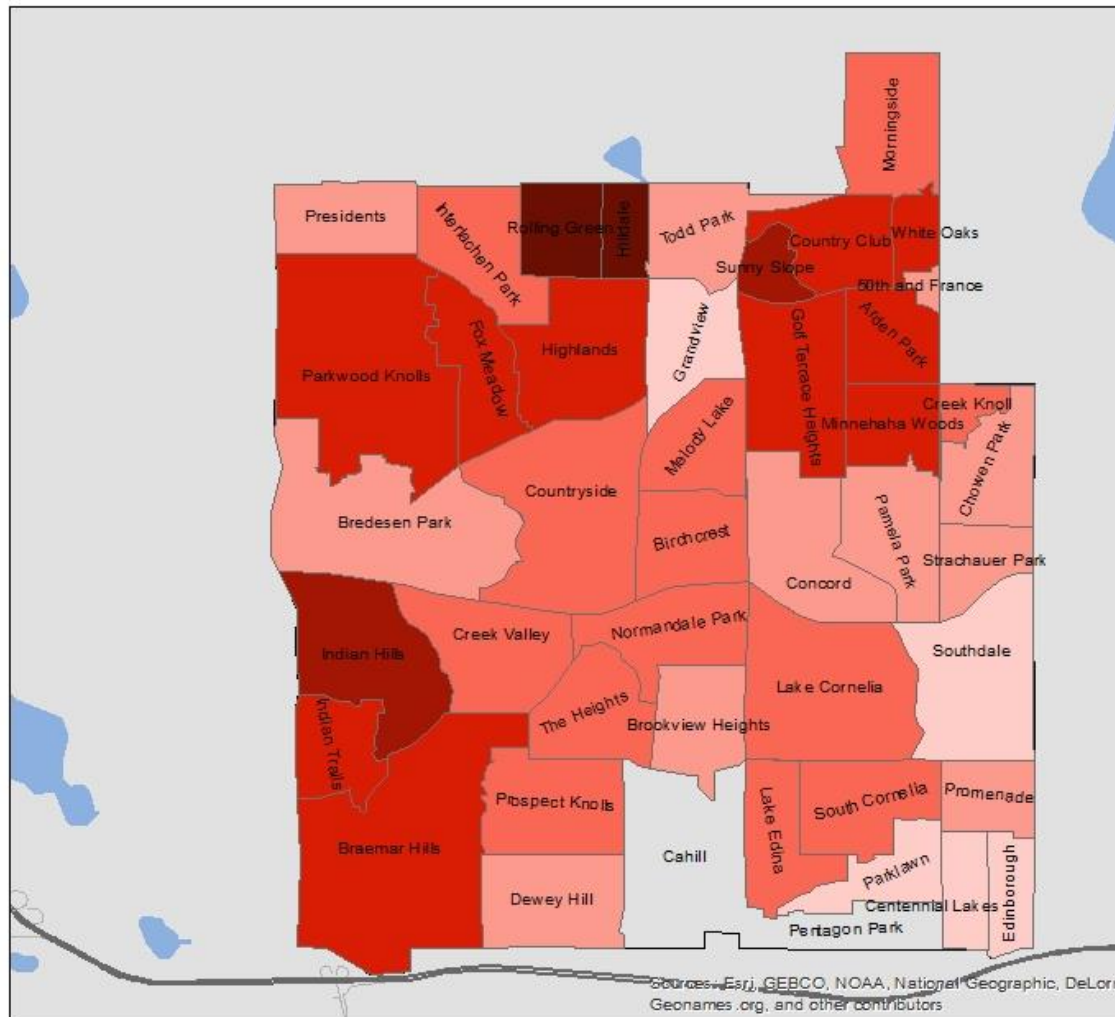 Morningside
Presidents
Interlachen Park
Rolling Green
Hilldale
Todd Park
Country Club
White Oaks
Sunny Slope
50th and France
Parkwood Knolls
Fox Meadow
Highlands
Grandview
Golf Terrace Heights
Arden Park
Melody Lake
Minnehaha Woods
Creek Knoll
Chowen Park
Bredesen Park
Countryside
Birchcrest
Concord
Pamela Park
Strachauer Park
Indian Hills
Creek Valley
Normandale Park
Lake Cornelia
Southdale
Indian Trails
The Heights
Brookview Heights
Braemar Hills
Prospect Knolls
Cahill
Lake Edina
South Cornelia
Promenade
Dewey Hill
Parklawn
Centennial Lakes
Edinborough
Pentagon Park
Sources: Esri, GEBCO, NOAA, National Geographic, DeLor
Geonames.org, and other contributors